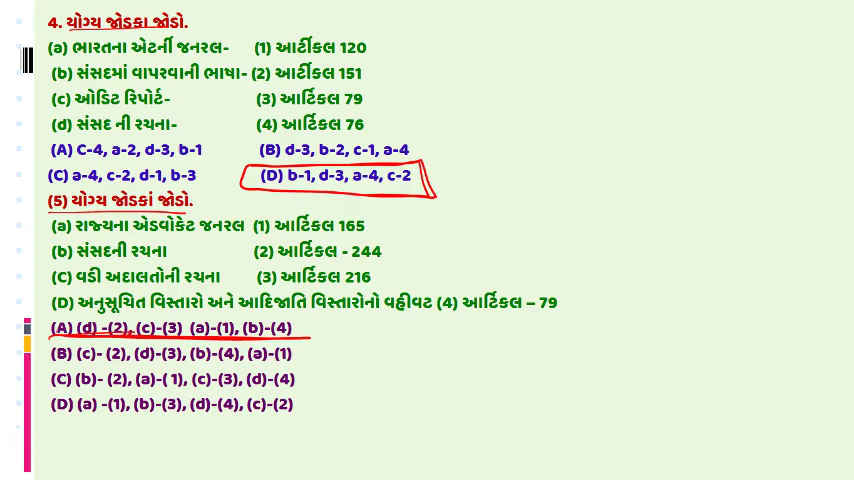 4. યોગ્ય જોડકા જોડો.
(a) ભારતના એટર્ની જનરલ- (1) આર્ટીકલ 120
(b) સંસદમાં વાપરવાની ભાષા- (2) આર્ટીકલ 151
(c) ઓડિટ રિપોર્ટ- (3) આર્ટિકલ 79
(d) સંસદ ની રચના- (4) આર્ટિકલ 76
(A) C-4, a-2, d-3, b-1 (B) d-3, b-2, c-1, a-4
(C) a-4, c-2, d-1, b-3 (D) b-1, d-3, a-4, c-2
(5) યોગ્ય જોડકાં જોડો.
(a) રાજ્યના એડવોકેટ જનરલ (1) આર્ટિકલ 165
(b) સંસદની રચના (2) આર્ટિકલ - 244
(C) વડી અદાલતોની રચના (3) આર્ટિકલ 216
(D) અનુસૂચિત વિસ્તારો અને આદિજાતિ વિસ્તારોનો વહીવટ (4) આર્ટિકલ – 79
(A) (d) -(2), (c)-(3) (a)-(1), (b)-(4)
(B) (c)- (2), (d)-(3), (b)-(4), (a)-(1)
(C) (b)- (2), (a)-( 1), (c)-(3), (d)-(4)
(D) (a) -(1), (b)-(3), (d)-(4), (c)-(2)